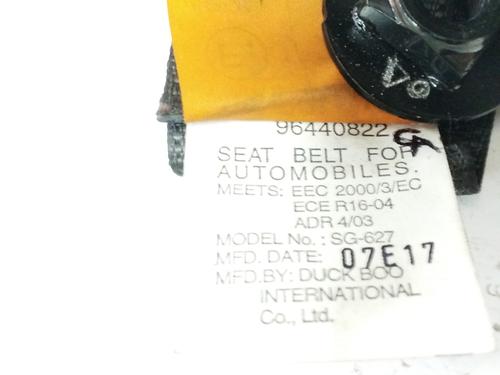 96440822
SEAT BELT FOR
AUTOMOBILES.
MEETS: EEC 2000/3/EC
ECE R16-04
ADR 4/03
MODEL No.: SG-627
MFD. DATE: 07E17
MFD.BY: DUCK BOO
INTERNATIONAL
Co., Ltd.